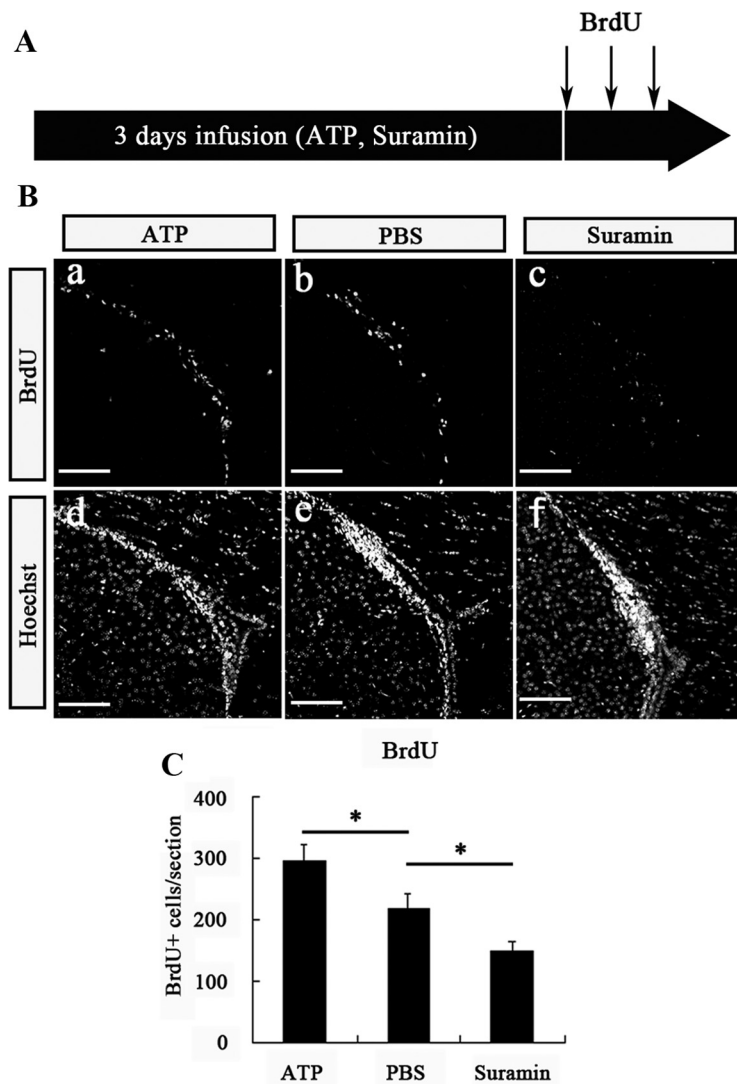 A
BrdU
3 days infusion (ATP, Suramin)
B
ATP
PBS
Suramin
BrdU
a
b
c
Hoechst
d
e
f
BrdU
C
BrdU+ cells/section
400
300
200
100
0
*
*
ATP
PBS
Suramin